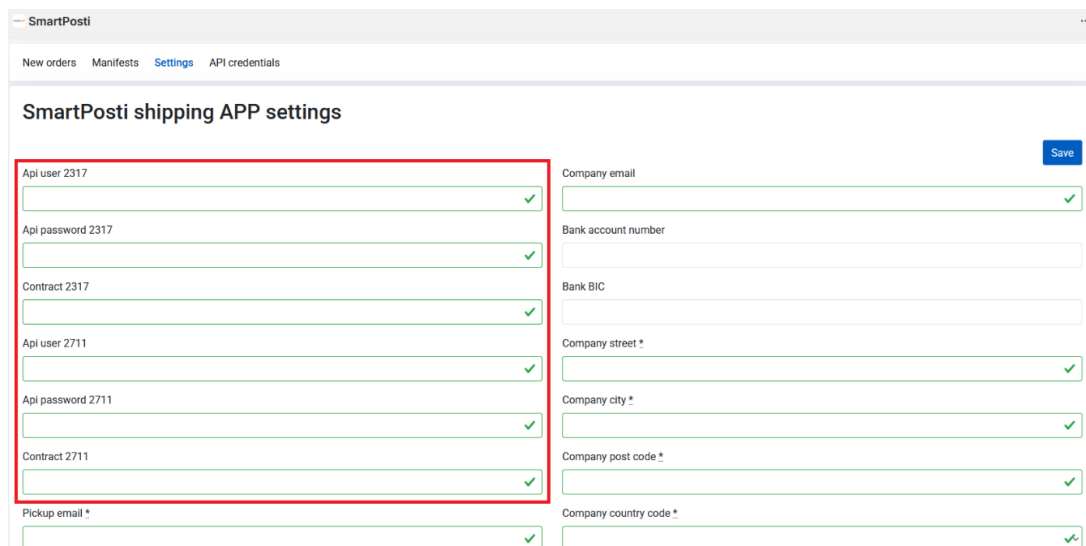 SmartPosti
New orders Manifests Settings API credentials
SmartPosti shipping APP settings
Save
Api user 2317
Api password 2317
Contract 2317
Api user 2711
Api password 2711
Contract 2711
Pickup email *
Company email
Bank account number
Bank BIC
Company street *
Company city *
Company post code *
Company country code *